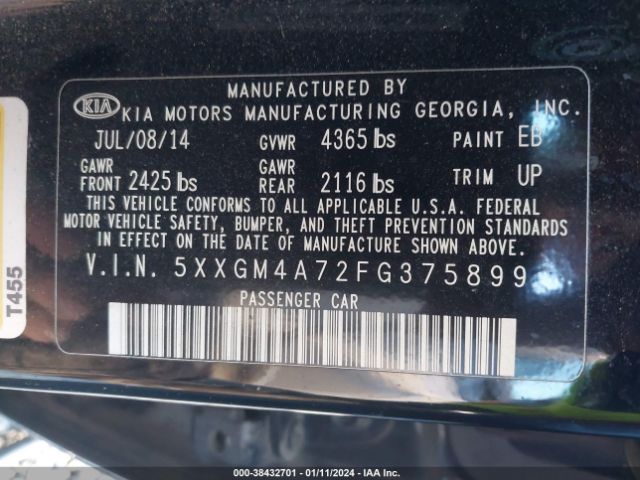 MANUFACTURED BY
KIA KIA MOTORS MANUFACTURING GEORGIA, INC.
JUL/08/14 GVWR 4365 lbs PAINT EB
GAWR FRONT 2425 lbs GAWR REAR 2116 lbs TRIM UP
THIS VEHICLE CONFORMS TO ALL APPLICABLE U.S.A. FEDERAL
MOTOR VEHICLE SAFETY, BUMPER, AND THEFT PREVENTION STANDARDS
IN EFFECT ON THE DATE OF MANUFACTURE SHOWN ABOVE.
V.I.N. 5XXGM4A72FG375899
PASSENGER CAR
T455
000-38432701 - 01/11/2024 - IAA Inc.